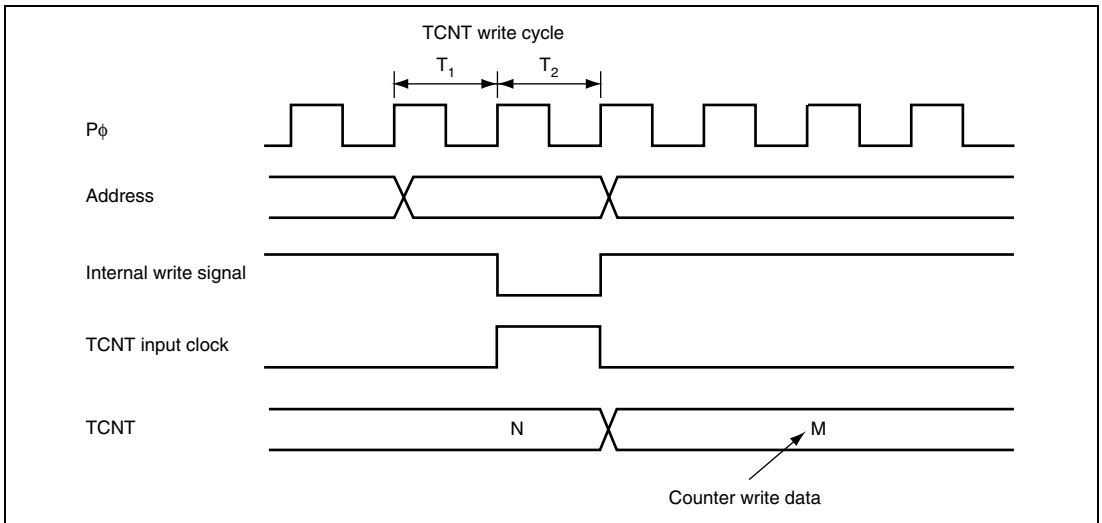 TCNT write cycle
T1 T2
Pϕ
Address
Internal write signal
TCNT input clock
TCNT N M
Counter write data